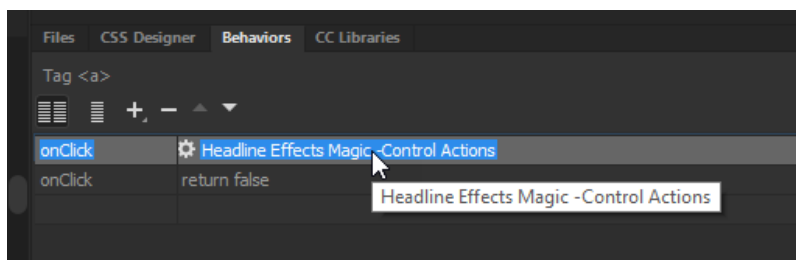 Files CSS Designer Behaviors CC Libraries
Tag <a>
onClick Headline Effects Magic -Control Actions
onClick return false
Headline Effects Magic -Control Actions